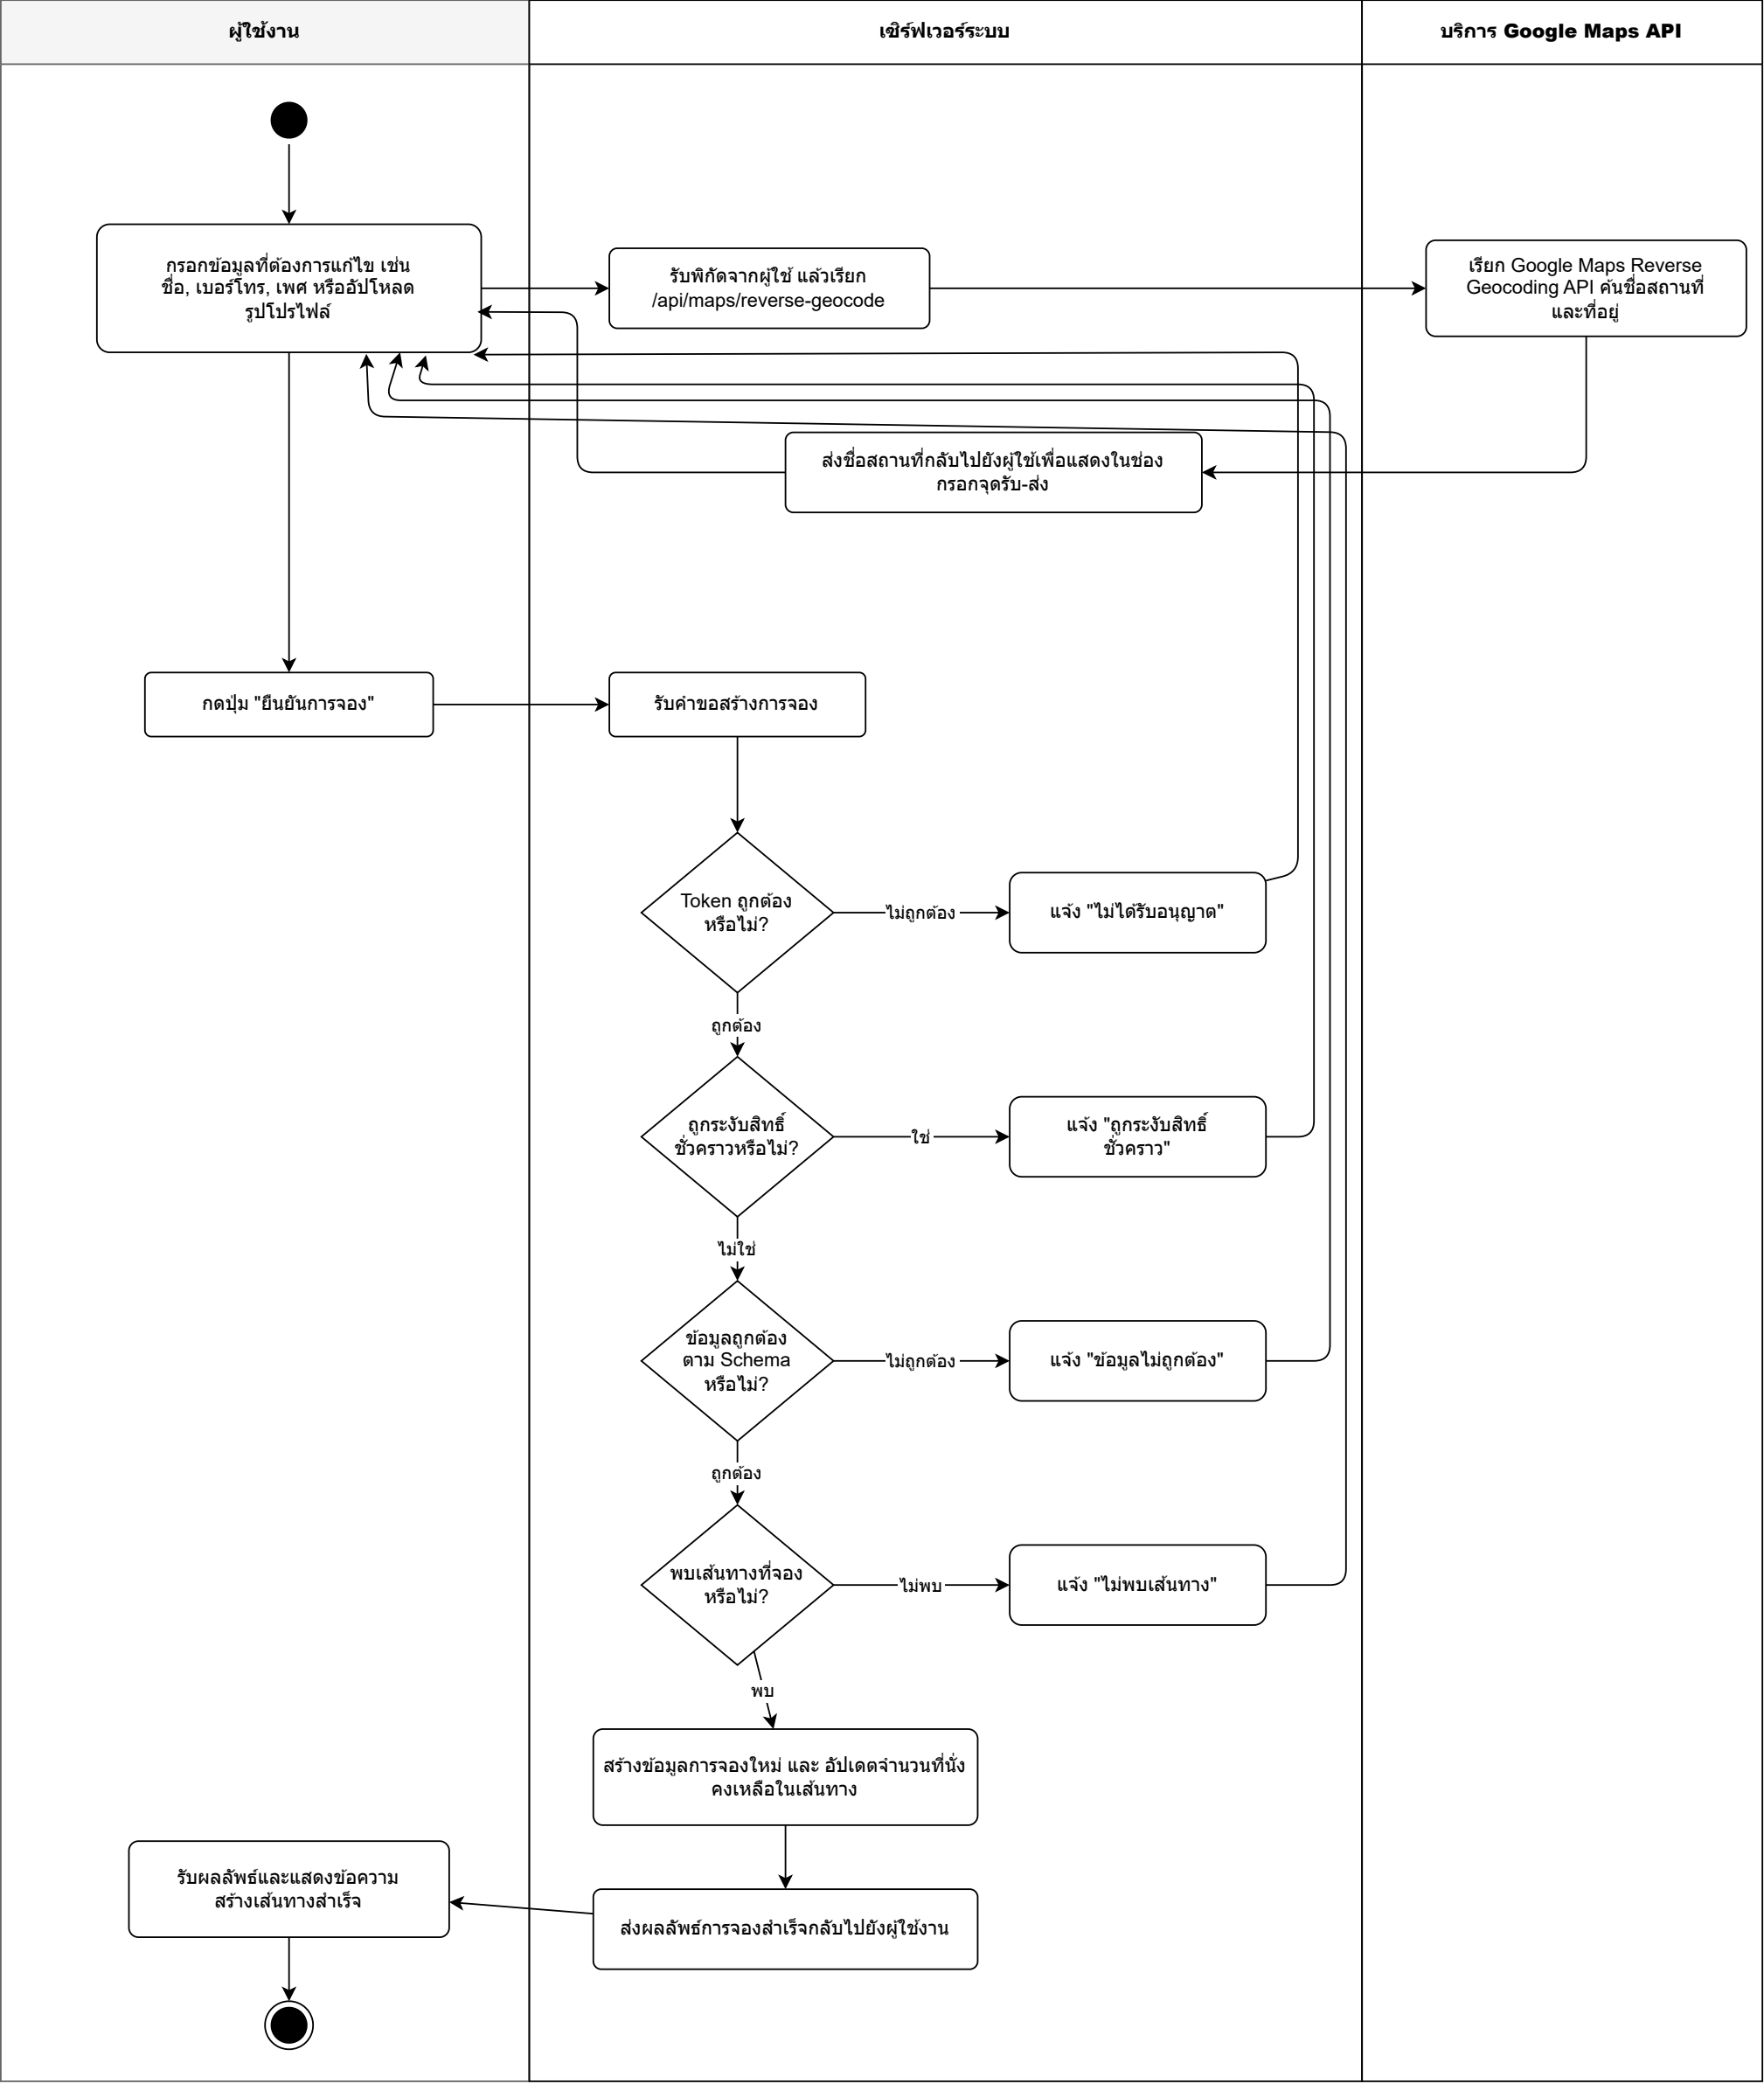 ผู้ใช้งาน
เซิร์ฟเวอร์ระบบ
บริการ Google Maps API
กรอกข้อมูลที่ต้องการแก้ไข เช่น
ชื่อ, เบอร์โทร, เพศ หรืออัปโหลด
รูปโปรไฟล์
รับพิกัดจากผู้ใช้ แล้วเรียก
/api/maps/reverse-geocode
เรียก Google Maps Reverse
Geocoding API ค้นชื่อสถานที่
และที่อยู่
ส่งชื่อสถานที่กลับไปยังผู้ใช้เพื่อแสดงในช่อง
กรอกจุดรับ-ส่ง
กดปุ่ม "ยืนยันการจอง"
รับคำขอสร้างการจอง
Token ถูกต้อง
หรือไม่?
ไม่ถูกต้อง
แจ้ง "ไม่ได้รับอนุญาต"
ถูกต้อง
ถูกระงับสิทธิ์
ชั่วคราวหรือไม่?
ใช่
แจ้ง "ถูกระงับสิทธิ์
ชั่วคราว"
ไม่ใช่
ข้อมูลถูกต้อง
ตาม Schema
หรือไม่?
ไม่ถูกต้อง
แจ้ง "ข้อมูลไม่ถูกต้อง"
ถูกต้อง
พบเส้นทางที่จอง
หรือไม่?
ไม่พบ
แจ้ง "ไม่พบเส้นทาง"
พบ
สร้างข้อมูลการจองใหม่ และ อัปเดตจำนวนที่นั่ง
คงเหลือในเส้นทาง
รับผลลัพธ์และแสดงข้อความ
สร้างเส้นทางสำเร็จ
ส่งผลลัพธ์การจองสำเร็จกลับไปยังผู้ใช้งาน